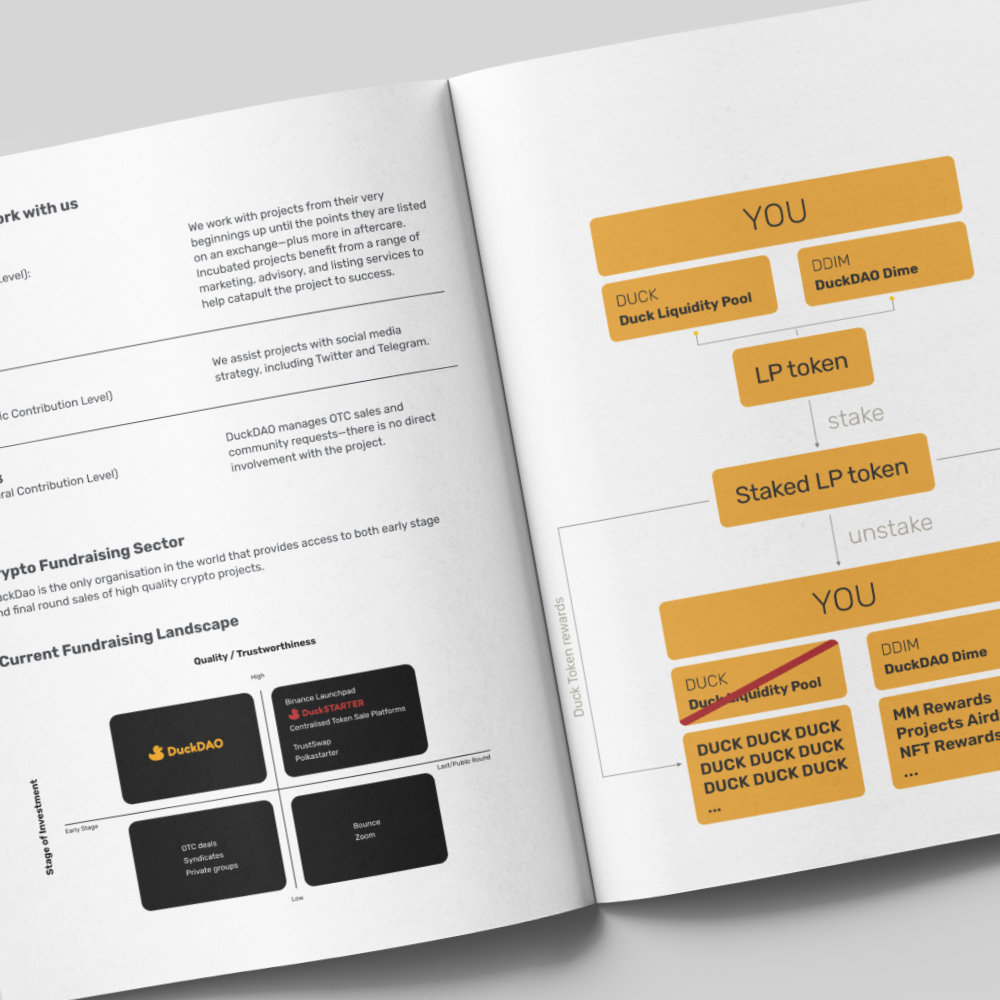 ork with us
evel):
We work with projects from their very
beginnings up until the points they are listed
on an exchange—plus more in aftercare.
Incubated projects benefit from a range of
marketing, advisory, and listing services to
help catapult the project to success.
ic Contribution Level)
We assist projects with social media
strategy, including Twitter and Telegram.
ral Contribution Level)
DuckDAO manages OTC sales and
community requests—there is no direct
involvement with the project.
ypto Fundraising Sector
uckDao is the only organisation in the world that provides access to both early stage
nd final round sales of high quality crypto projects.
Current Fundraising Landscape
Quality / Trustworthiness
High
DuckDAO
Binance Launchpad
DuckSTARTER
Centralised Token Sale Platforms
TrustSwap
Polkastarter
Last/Public Round
Stage of Investment
Early Stage
OTC deals
Syndicates
Private groups
Bounce
Zoom
Low
YOU
DUCK
Duck Liquidity Pool
DDIM
DuckDAO Dime
LP token
stake
Staked LP token
unstake
Duck Token rewards
YOU
DUCK
Duck Liquidity Pool
DDIM
DuckDAO Dime
DUCK DUCK DUCK
DUCK DUCK DUCK
DUCK DUCK DUCK
...
MM Rewards
Projects Aird
NFT Rewards
...